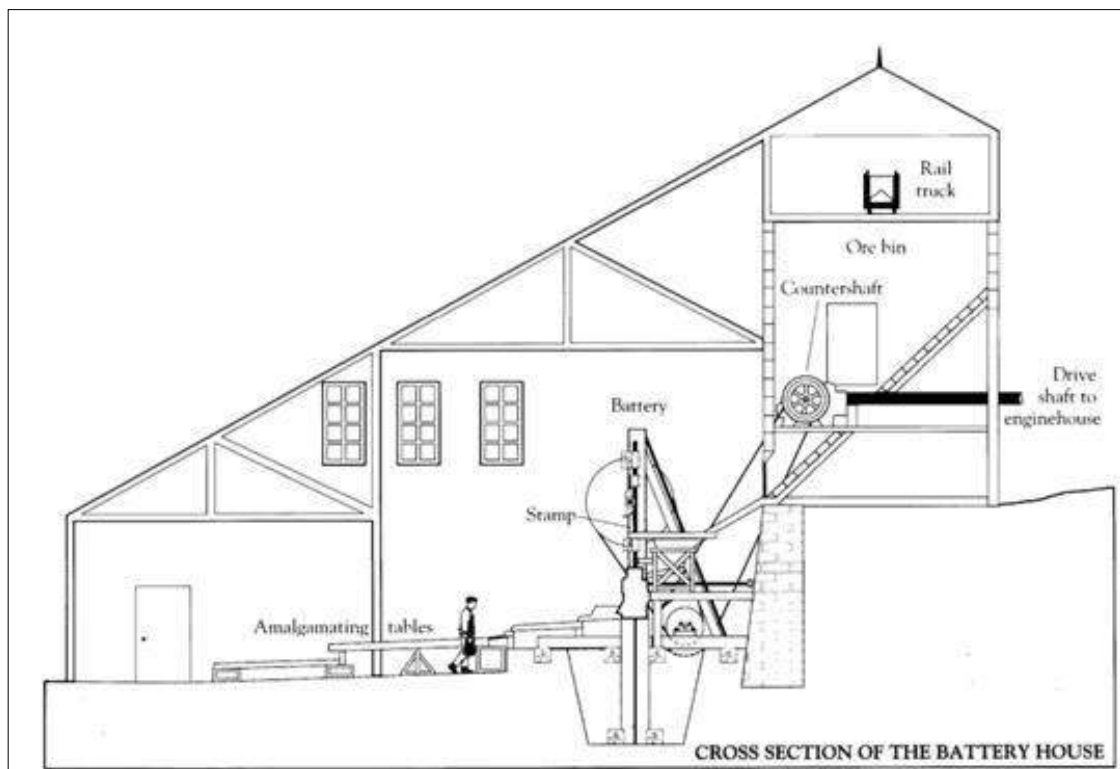 Rail
truck
Ore bin
Countershaft
Drive
shaft to
enginehouse
Battery
Stamp
Amalgamating tables
CROSS SECTION OF THE BATTERY HOUSE